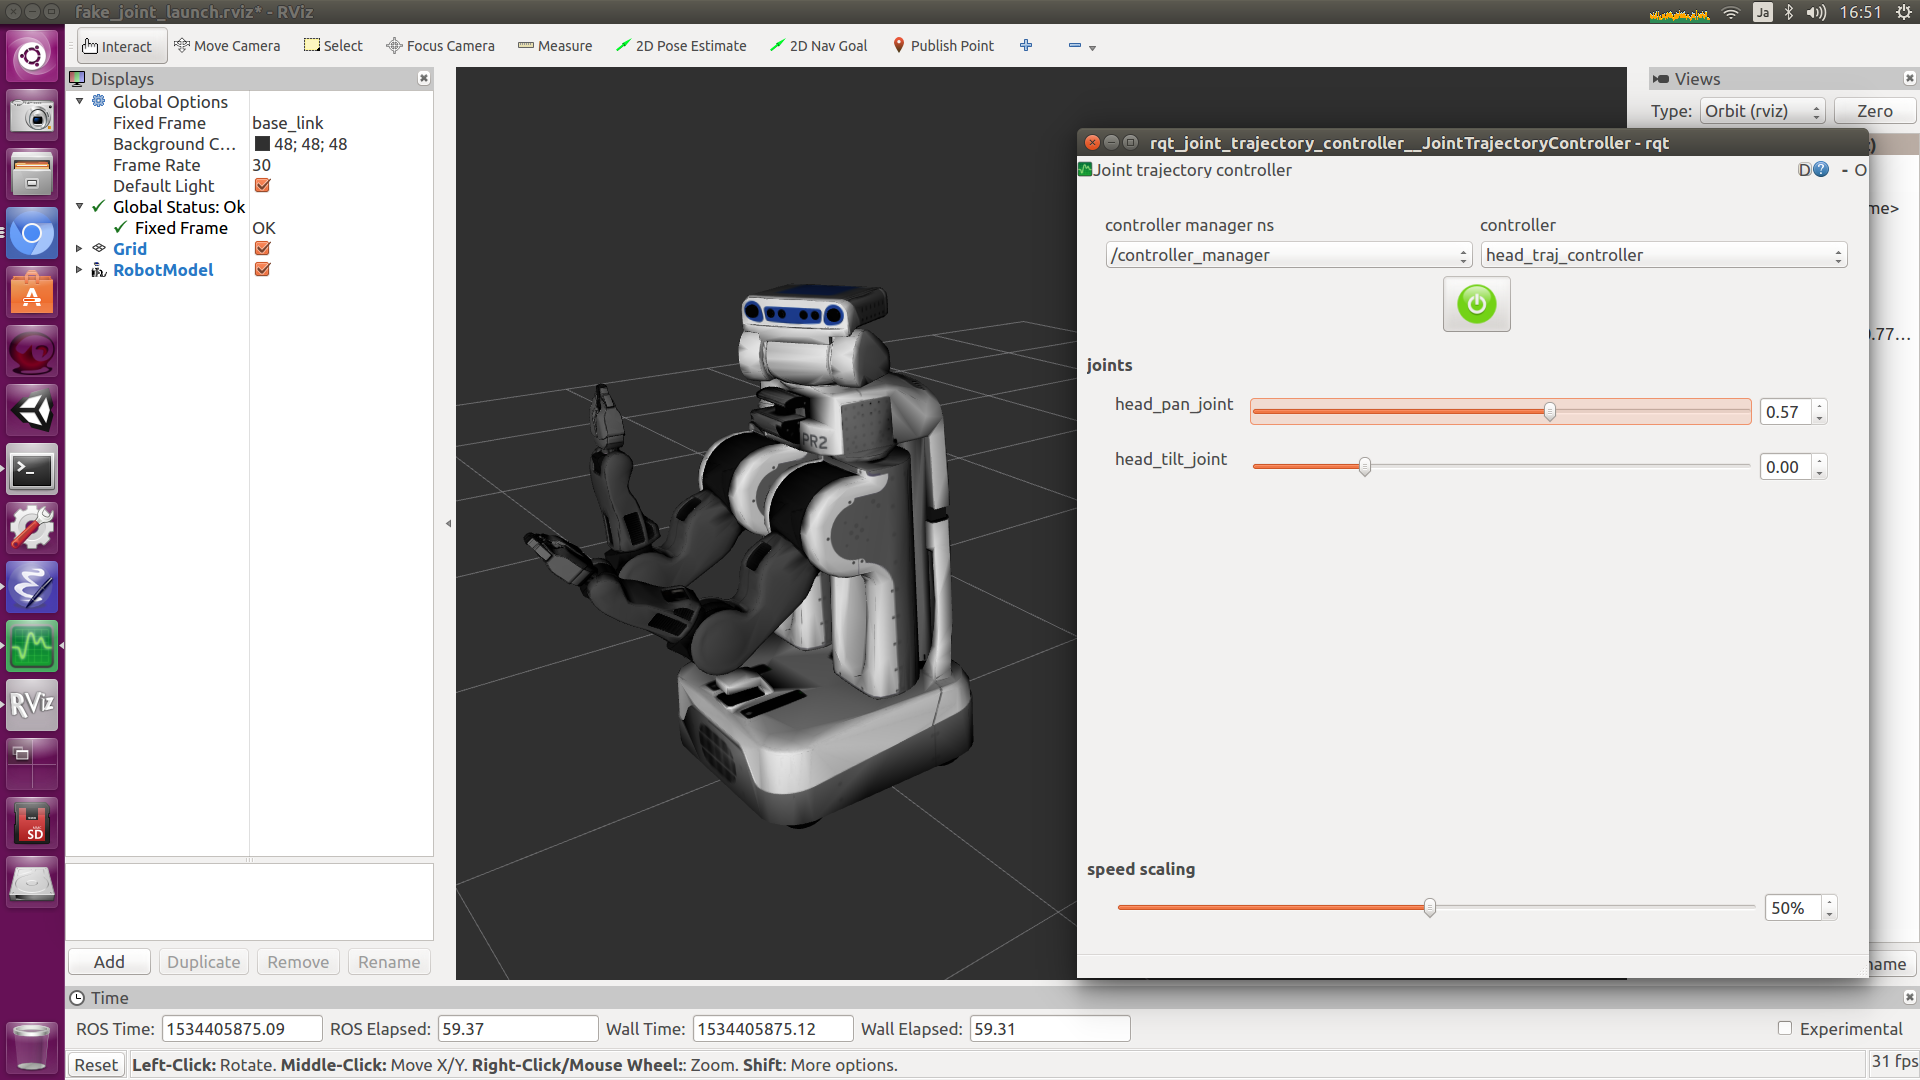 fake_joint_launch.rviz* - RViz
Ja
16:51
Interact
Move Camera
Select
Focus Camera
Measure
2D Pose Estimate
2D Nav Goal
Publish Point
Displays
Global Options
Fixed Frame base_link
Background C... 48; 48; 48
Frame Rate 30
Default Light
Global Status: Ok
Fixed Frame OK
Grid
RobotModel
Add
Duplicate
Remove
Rename
PR2
Views
Type: Orbit (rviz) Zero
me>
.77...
name
rqt_joint_trajectory_controller__JointTrajectoryController - rqt
Joint trajectory controller
D ? - O
controller manager ns
controller
/controller_manager
head_traj_controller
joints
head_pan_joint 0.57
head_tilt_joint 0.00
speed scaling
50%
>_
RViz
SD
Time
ROS Time: 1534405875.09 ROS Elapsed: 59.37 Wall Time: 1534405875.12 Wall Elapsed: 59.31 Experimental
Reset Left-Click: Rotate. Middle-Click: Move X/Y. Right-Click/Mouse Wheel:: Zoom. Shift: More options. 31 fps